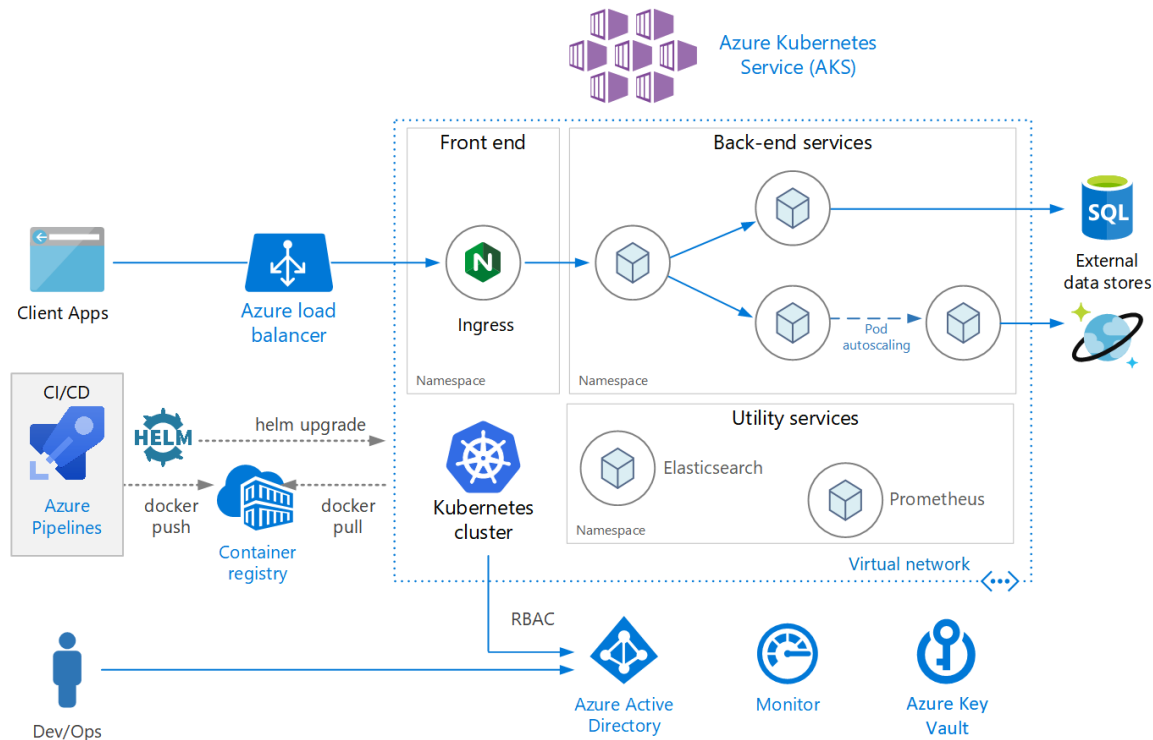 Azure Kubernetes
Service (AKS)
Front end
Back-end services
SQL
External
data stores
Client Apps
Azure load
balancer
N
Ingress
Pod
autoscaling
Namespace
Namespace
CI/CD
HELM
helm upgrade
Azure
Pipelines
docker
push
docker
pull
Container
registry
Kubernetes
cluster
Utility services
Elasticsearch
Prometheus
Namespace
Virtual network
RBAC
Dev/Ops
Azure Active
Directory
Monitor
Azure Key
Vault